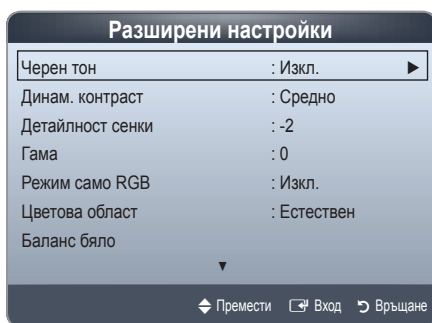 Разширени настройки
Черен тон : Изкл. ►
Динам. контраст : Средно
Детайлност сенки : -2
Гама : 0
Режим само RGB : Изкл.
Цветова област : Естествен
Баланс бяло
▼
Премести Вход Връщане